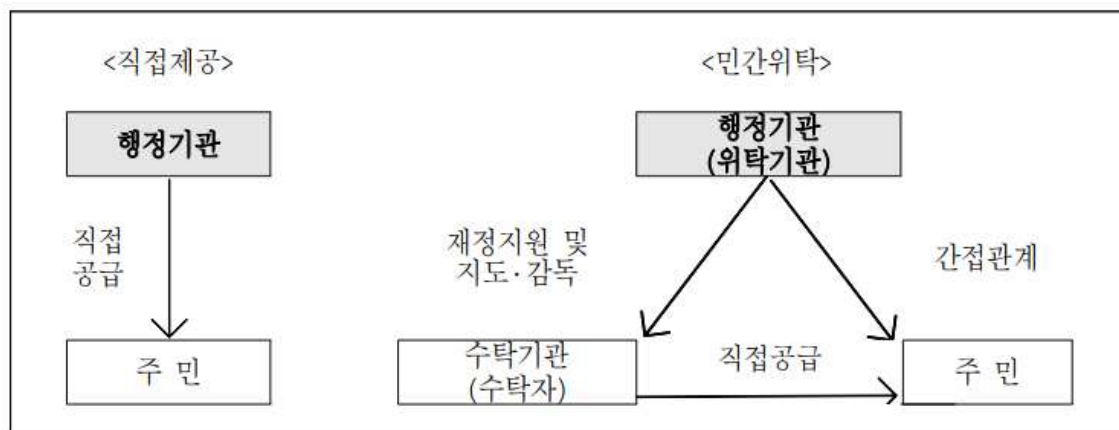 <직접제공>
행정기관
직접
공급
주 민
<민간위탁>
행정기관
(위탁기관)
재정지원 및
지도·감독
간접관계
수탁기관
(수탁자)
직접공급
주 민